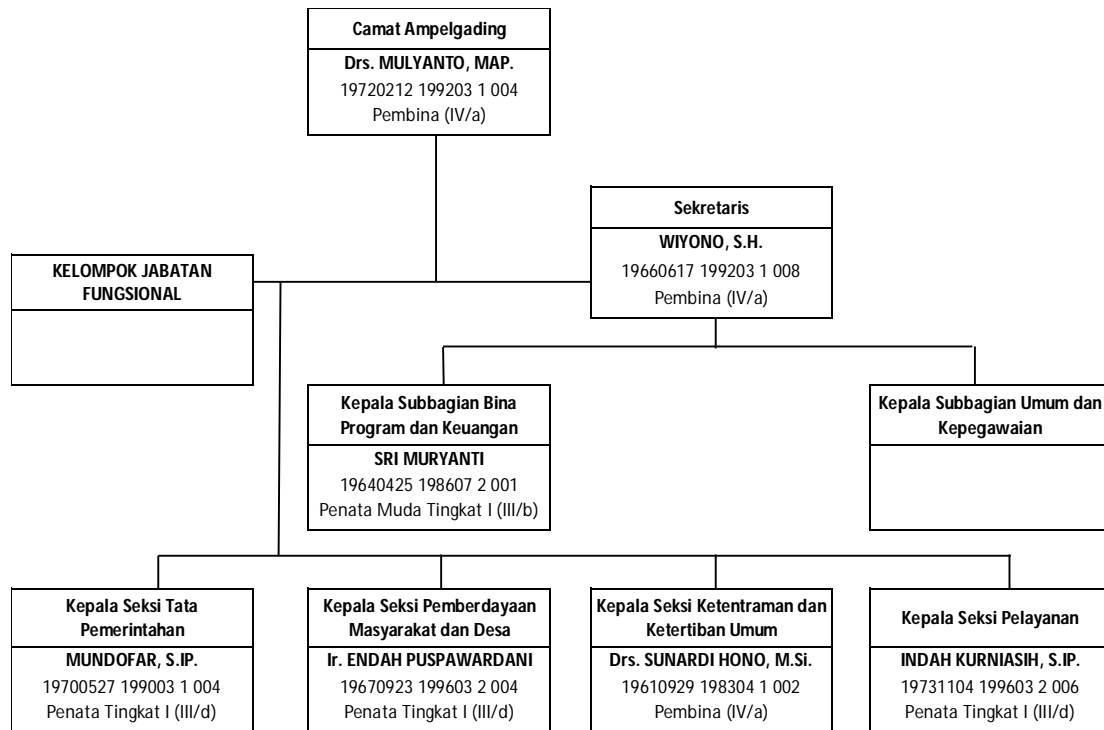 Camat Ampelgading
Drs. MULYANTO, MAP.
19720212 199203 1 004
Pembina (IV/a)
Sekretaris
WIYONO, S.H.
19660617 199203 1 008
Pembina (IV/a)
KELOMPOK JABATAN
FUNGSIONAL
Kepala Subbagian Bina
Program dan Keuangan
SRI MURYANTI
19640425 198607 2 001
Penata Muda Tingkat I (III/b)
Kepala Subbagian Umum dan
Kepegawaian
Kepala Seksi Tata
Pemerintahan
MUNDOFAR, S.IP.
19700527 199003 1 004
Penata Tingkat I (III/d)
Kepala Seksi Pemberdayaan
Masyarakat dan Desa
Ir. ENDAH PUSPAWARDANI
19670923 199603 2 004
Penata Tingkat I (III/d)
Kepala Seksi Ketentraman dan
Ketertiban Umum
Drs. SUNARDI HONO, M.Si.
19610929 198304 1 002
Pembina (IV/a)
Kepala Seksi Pelayanan
INDAH KURNIASIH, S.IP.
19731104 199603 2 006
Penata Tingkat I (III/d)